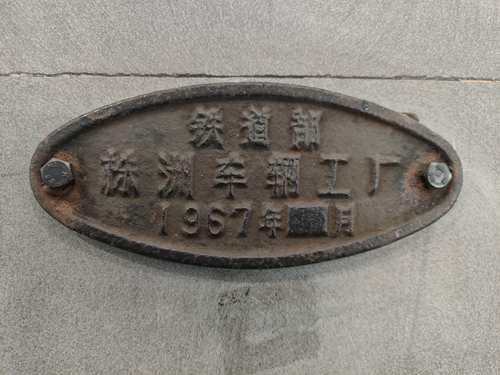 铁道部
株洲车辆工厂
1967年 月